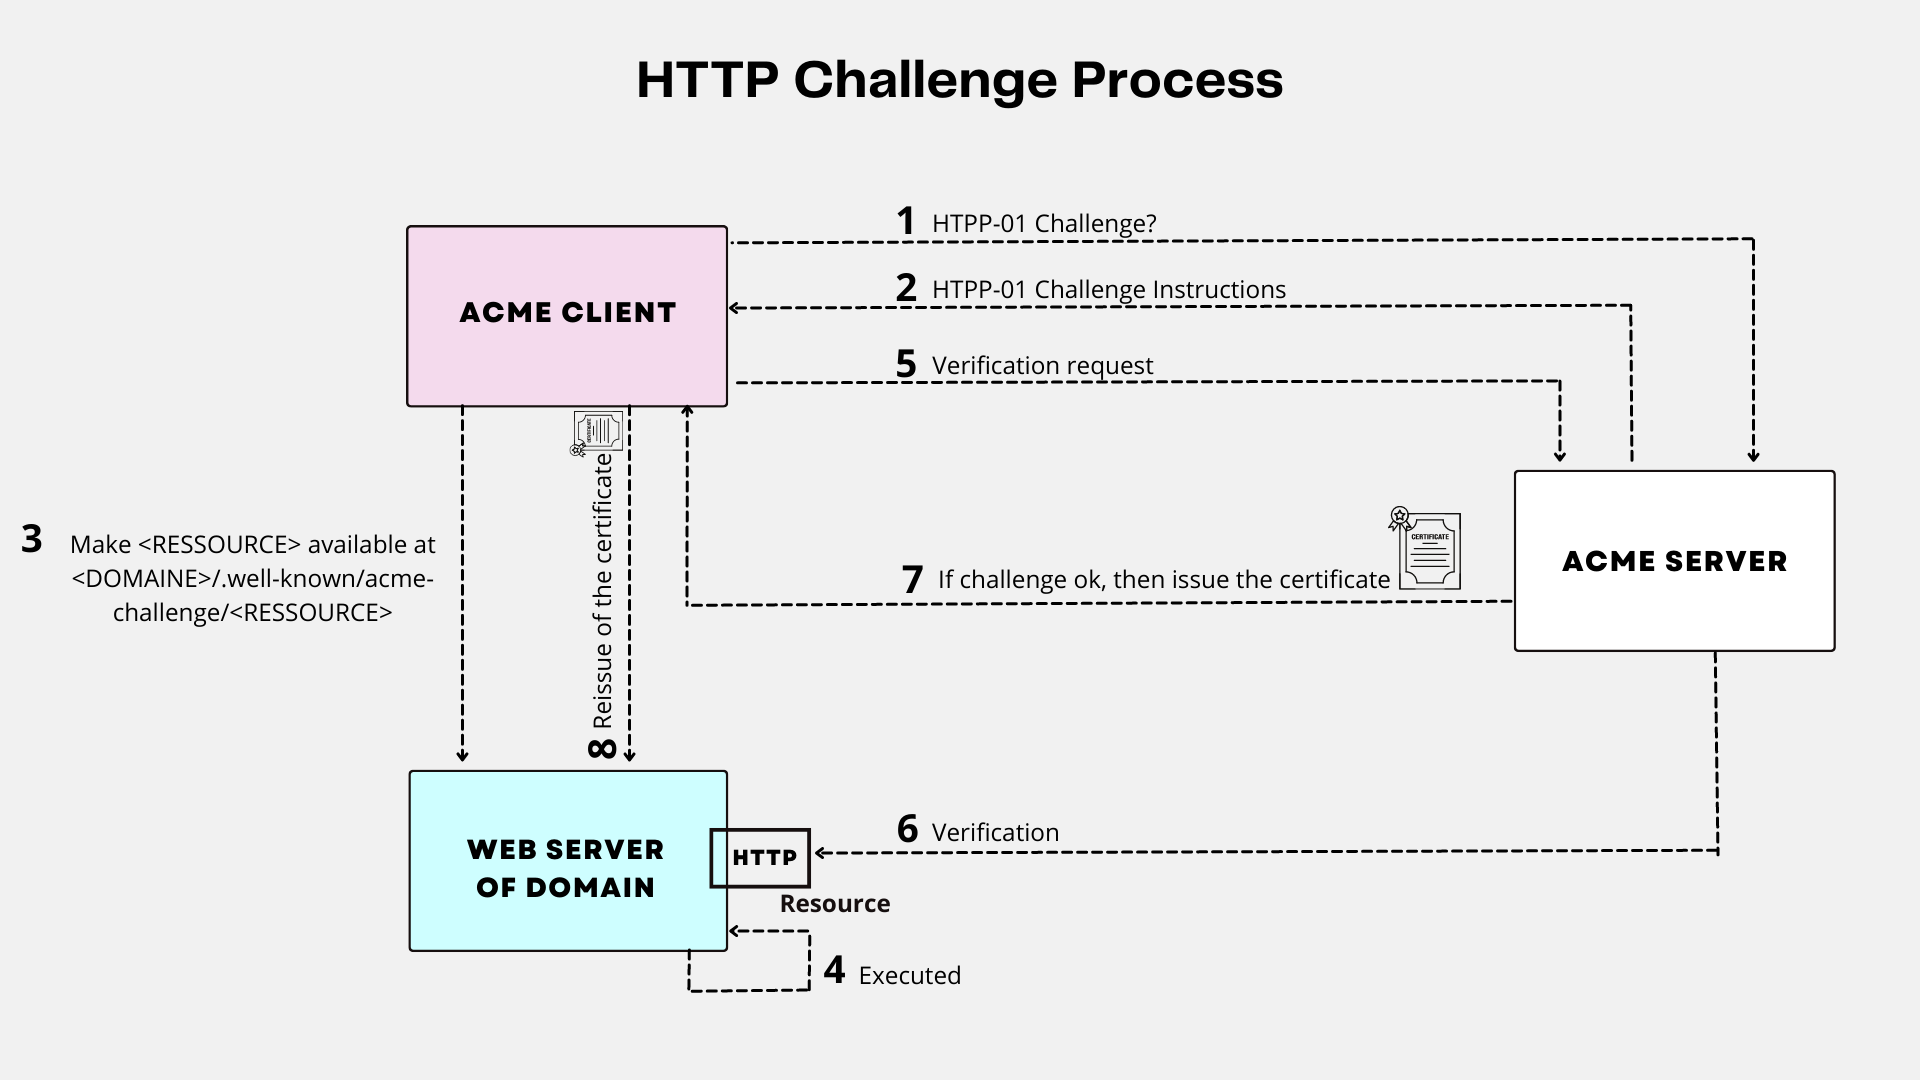 HTTP Challenge Process
1 HTPP-01 Challenge?
2 HTPP-01 Challenge Instructions
ACME CLIENT
5 Verification request
CERTIFICATE
3 Make <RESSOURCE> available at
<DOMAINE>/.well-known/acme-
challenge/<RESSOURCE>
8 Reissue of the certificate
CERTIFICATE
7 If challenge ok, then issue the certificate
ACME SERVER
6 Verification
WEB SERVER
OF DOMAIN
HTTP
Resource
4 Executed